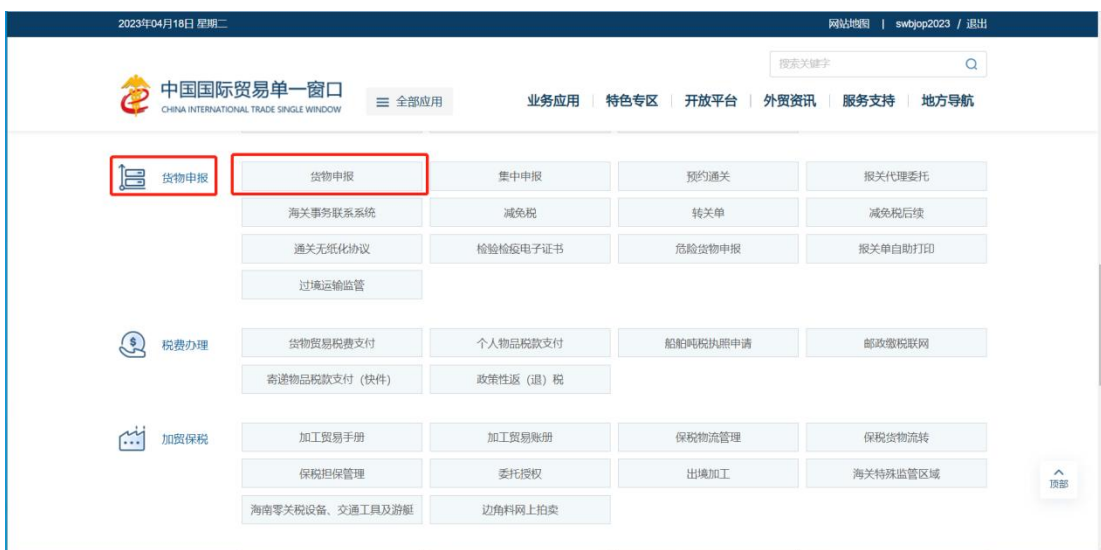 2023年04月18日 星期二
网站地图 | swbjop2023 / 退出
搜索关键字
中国国际贸易单一窗口
CHINA INTERNATIONAL TRADE SINGLE WINDOW
全部应用
业务应用 | 特色专区 | 开放平台 | 外贸资讯 | 服务支持 | 地方导航
货物申报
货物申报 集中申报 预约通关 报关代理委托
海关事务联系系统 减免税 转关单 减免税后续
通关无纸化协议 检验检疫电子证书 危险货物申报 报关单自助打印
过境运输监管
税费办理
货物贸易税费支付 个人物品税款支付 船舶吨税执照申请 邮政缴税联网
寄递物品税款支付（快件） 政策性返（退）税
加贸保税
加工贸易手册 加工贸易账册 保税物流管理 保税货物流转
保税担保管理 委托授权 出境加工 海关特殊监管区域
海南零关税设备、交通工具及游艇 边角料网上拍卖
顶部